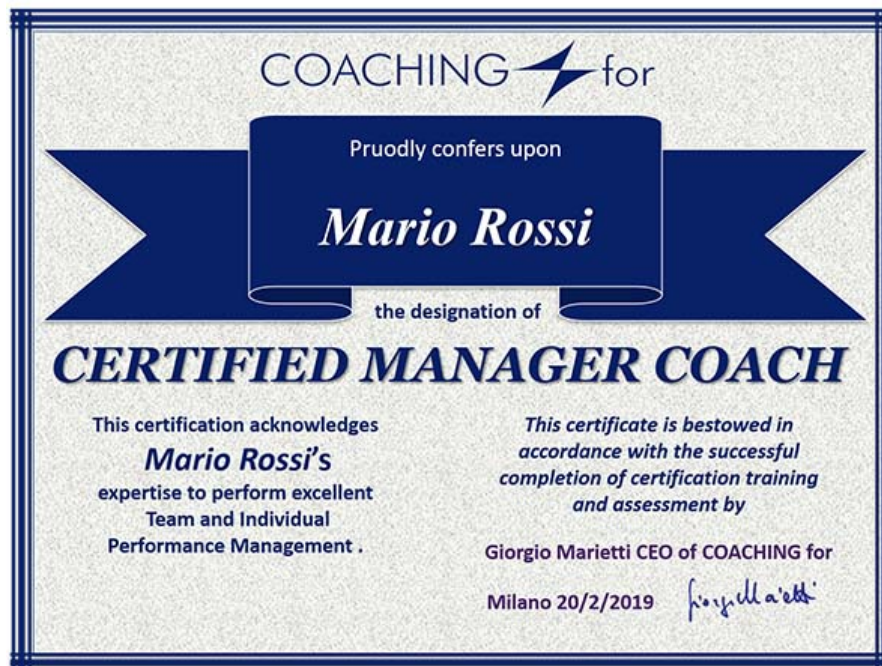 COACHING for
Pruodly confers upon
Mario Rossi
the designation of
CERTIFIED MANAGER COACH
This certification acknowledges
Mario Rossi's
expertise to perform excellent
Team and Individual
Performance Management .
This certificate is bestowed in
accordance with the successful
completion of certification training
and assessment by
Giorgio Marietti CEO of COACHING for
Milano 20/2/2019